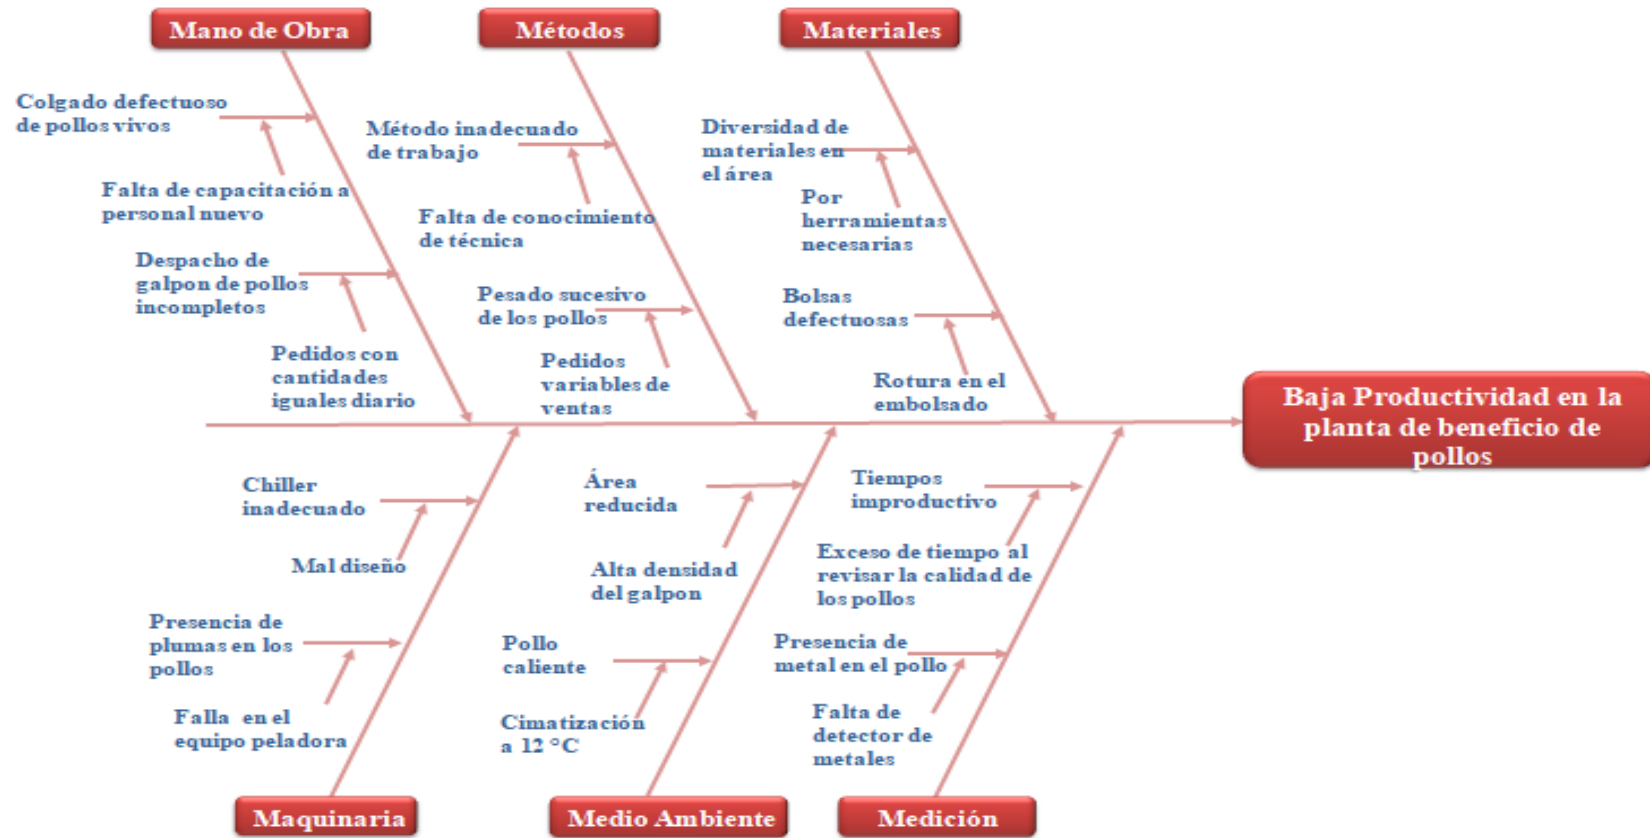 Mano de Obra
Métodos
Materiales
Colgado defectuoso
de pollos vivos
Falta de capacitación a
personal nuevo
Despacho de
galpon de pollos
incompletos
Pedidos con
cantidades
iguales diario
Método inadecuado
de trabajo
Falta de conocimiento
de técnica
Pesado sucesivo
de los pollos
Pedidos
variables de
ventas
Diversidad de
materiales en
el área
Por
herramientas
necesarias
Bolsas
defectuosas
Rotura en el
embolsado
Baja Productividad en la
planta de beneficio de
pollos
Chiller
inadecuado
Mal diseño
Presencia de
plumas en los
pollos
Falla en el
equipo peladora
Área
reducida
Alta densidad
del galpon
Pollo
caliente
Cimatización
a 12 °C
Tiempos
improductivo
Exceso de tiempo al
revisar la calidad de
los pollos
Presencia de
metal en el pollo
Falta de
detector de
metales
Maquinaria
Medio Ambiente
Medición